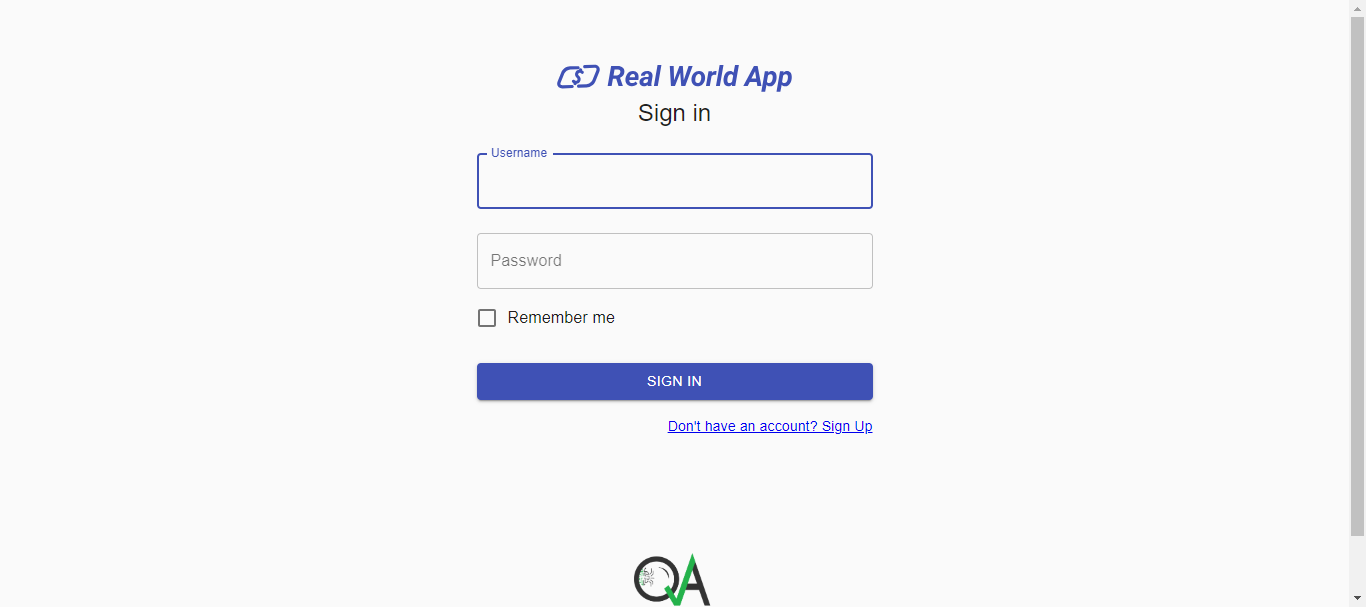 Real World App
Sign in
Username
Password
Remember me
SIGN IN
Don't have an account? Sign Up
QA